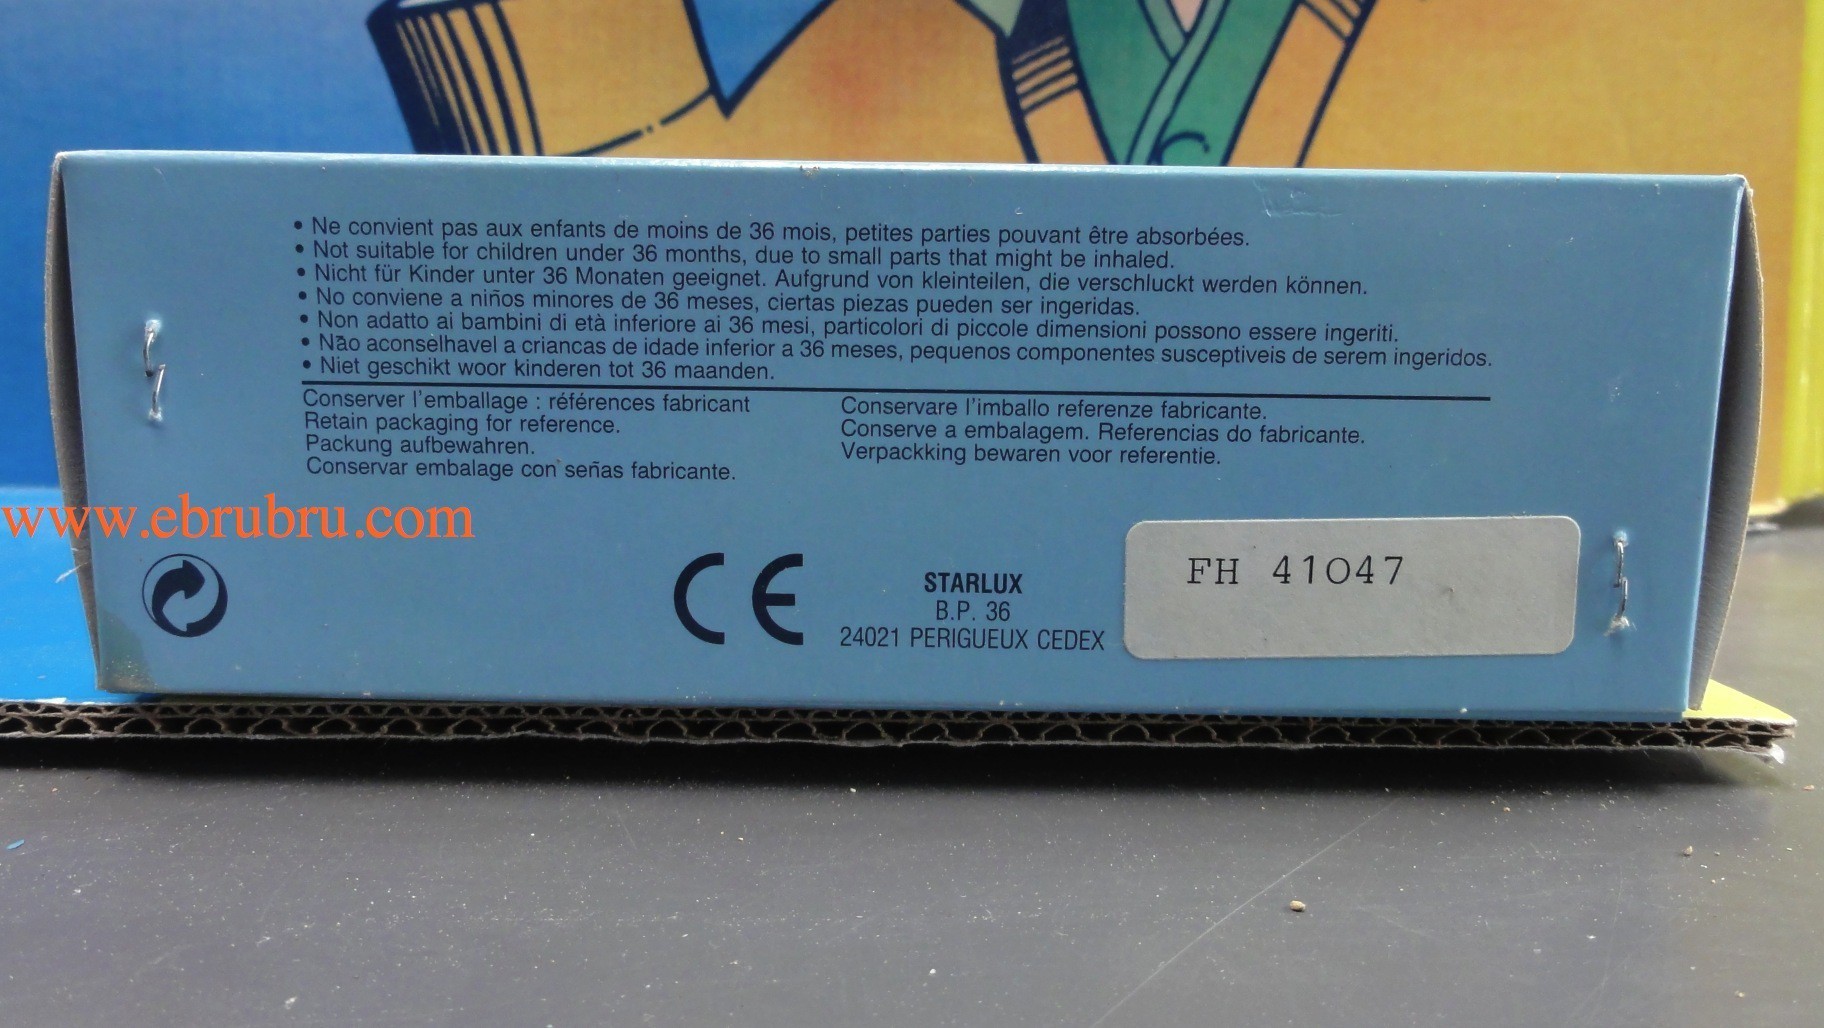 • Ne convient pas aux enfants de moins de 36 mois, petites parties pouvant être absorbées.
• Not suitable for children under 36 months, due to small parts that might be inhaled.
• Nicht für Kinder unter 36 Monaten geeignet. Aufgrund von kleinteilen, die verschluckt werden können.
• No conviene a niños minores de 36 meses, ciertas piezas pueden ser ingeridas.
• Non adatto ai bambini di età inferiore ai 36 mesi, particolori di piccole dimensioni possono essere ingeriti.
• Não aconselhavel a criancas de idade inferior a 36 meses, pequenos componentes susceptiveis de serem ingeridos.
• Niet geschikt woor kinderen tot 36 maanden.
Conserver l'emballage : références fabricant
Retain packaging for reference.
Packung aufbewahren.
Conservar embalage con señas fabricante.
Conservare l'imballo referenze fabricante.
Conserve a embalagem. Referencias do fabricante.
Verpackking bewaren voor referentie.
www.ebrubru.com
CE
STARLUX
B.P. 36
24021 PERIGUEUX CEDEX
FH 41047